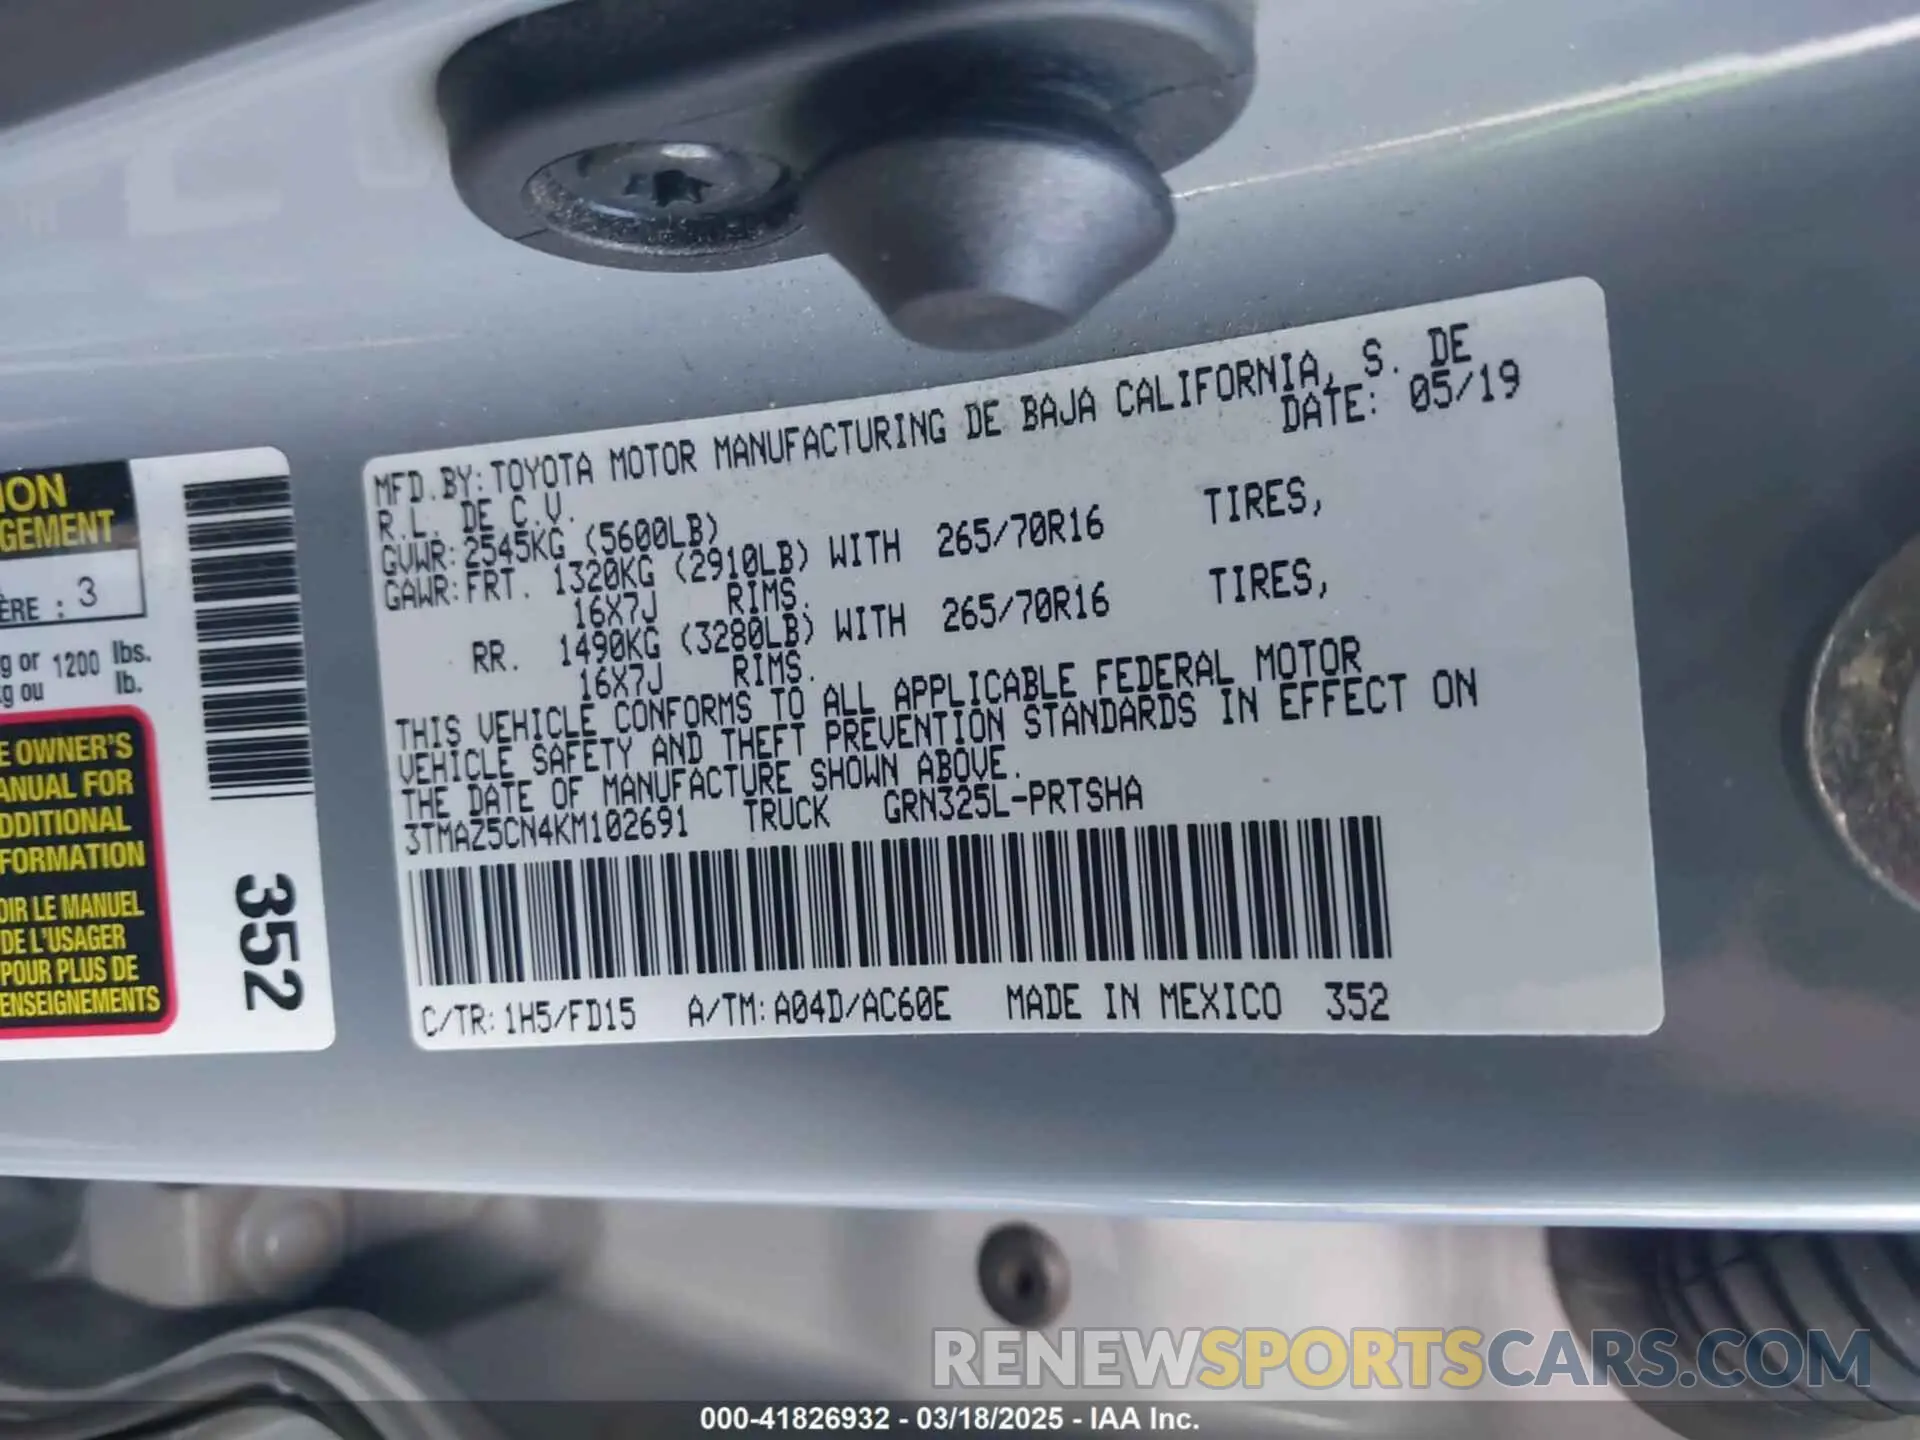 ION
GEMENT
ÈRE : 3
g or 1200 lbs.
kg ou lb.
E OWNER'S
ANUAL FOR
DDITIONAL
FORMATION
OIR LE MANUEL
DE L'USAGER
POUR PLUS DE
ENSEIGNEMENTS
352
MFD.BY: TOYOTA MOTOR MANUFACTURING DE BAJA CALIFORNIA, S. DE
R.L. DE C.V. DATE: 05/19
GVWR: 2545KG (5600LB)
GAWR: FRT. 1320KG (2910LB) WITH 265/70R16 TIRES,
16X7J RIMS.
RR. 1490KG (3280LB) WITH 265/70R16 TIRES,
16X7J RIMS.
THIS VEHICLE CONFORMS TO ALL APPLICABLE FEDERAL MOTOR
VEHICLE SAFETY AND THEFT PREVENTION STANDARDS IN EFFECT ON
THE DATE OF MANUFACTURE SHOWN ABOVE.
3TMAZ5CN4KM102691 TRUCK GRN325L-PRTSHA
C/TR: 1H5/FD15 A/TM: A04D/AC60E MADE IN MEXICO 352
RENEWSPORTSCARS.COM
000-41826932 - 03/18/2025 - IAA Inc.